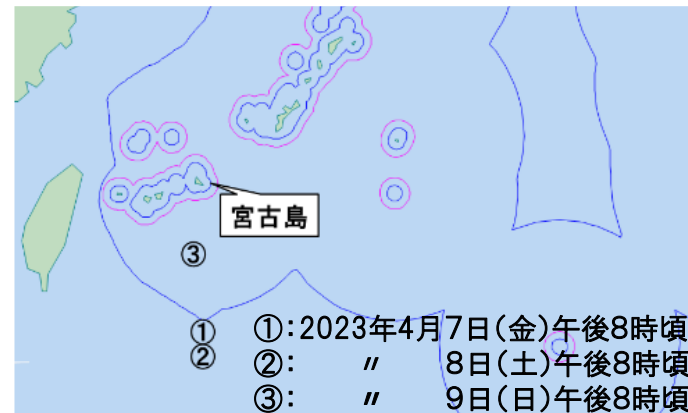 宮古島
③
①
②
①:2023年4月7日(金)午後8時頃
②: 〃 8日(土)午後8時頃
③: 〃 9日(日)午後8時頃